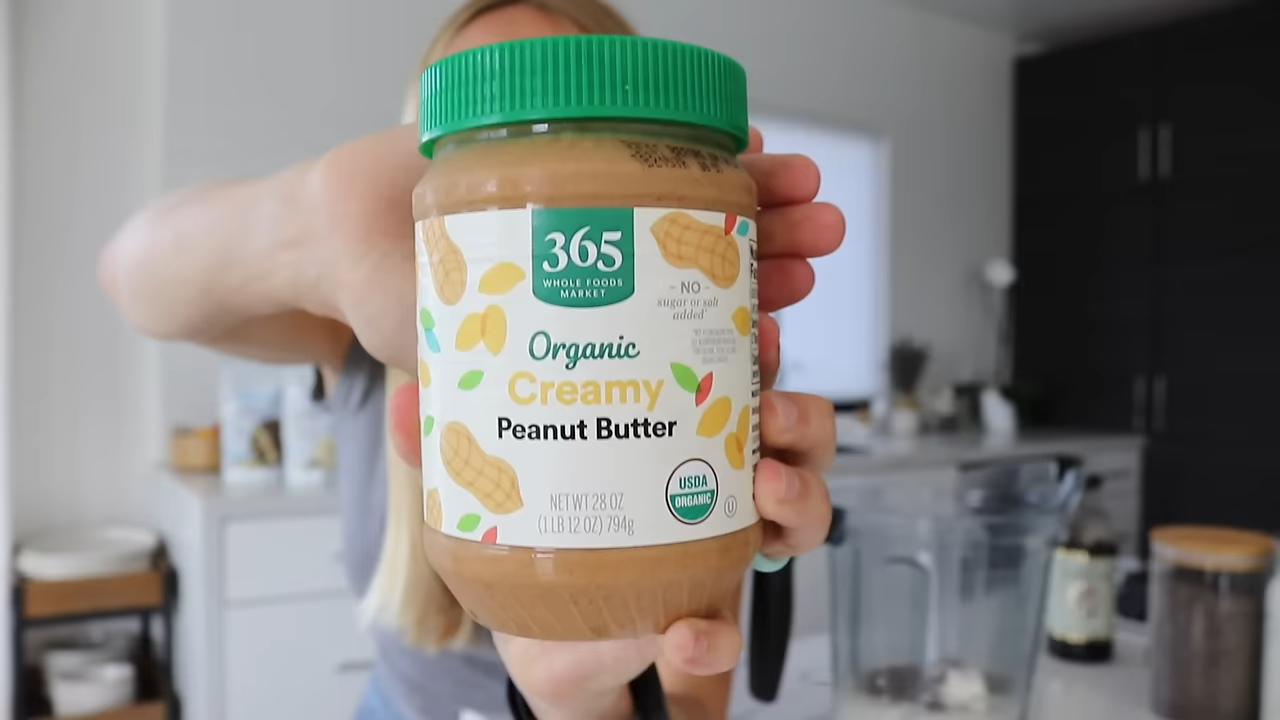 365
WHOLE FOODS
MARKET
- NO -
sugar or salt
added*
Organic
Creamy
Peanut Butter
USDA
ORGANIC
U
NET WT 28 OZ
(1 LB 12 OZ) 794g